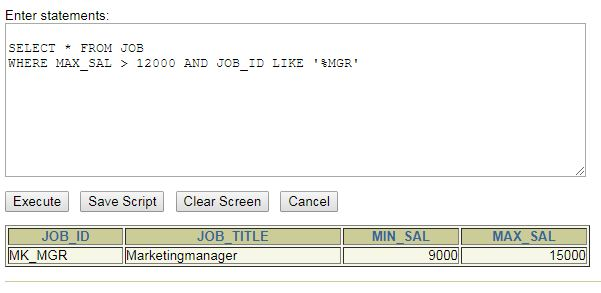 Enter statements:
SELECT * FROM JOB
WHERE MAX_SAL > 12000 AND JOB_ID LIKE '%MGR'
Execute Save Script Clear Screen Cancel
JOB_ID JOB_TITLE MIN_SAL MAX_SAL
MK_MGR Marketingmanager 9000 15000